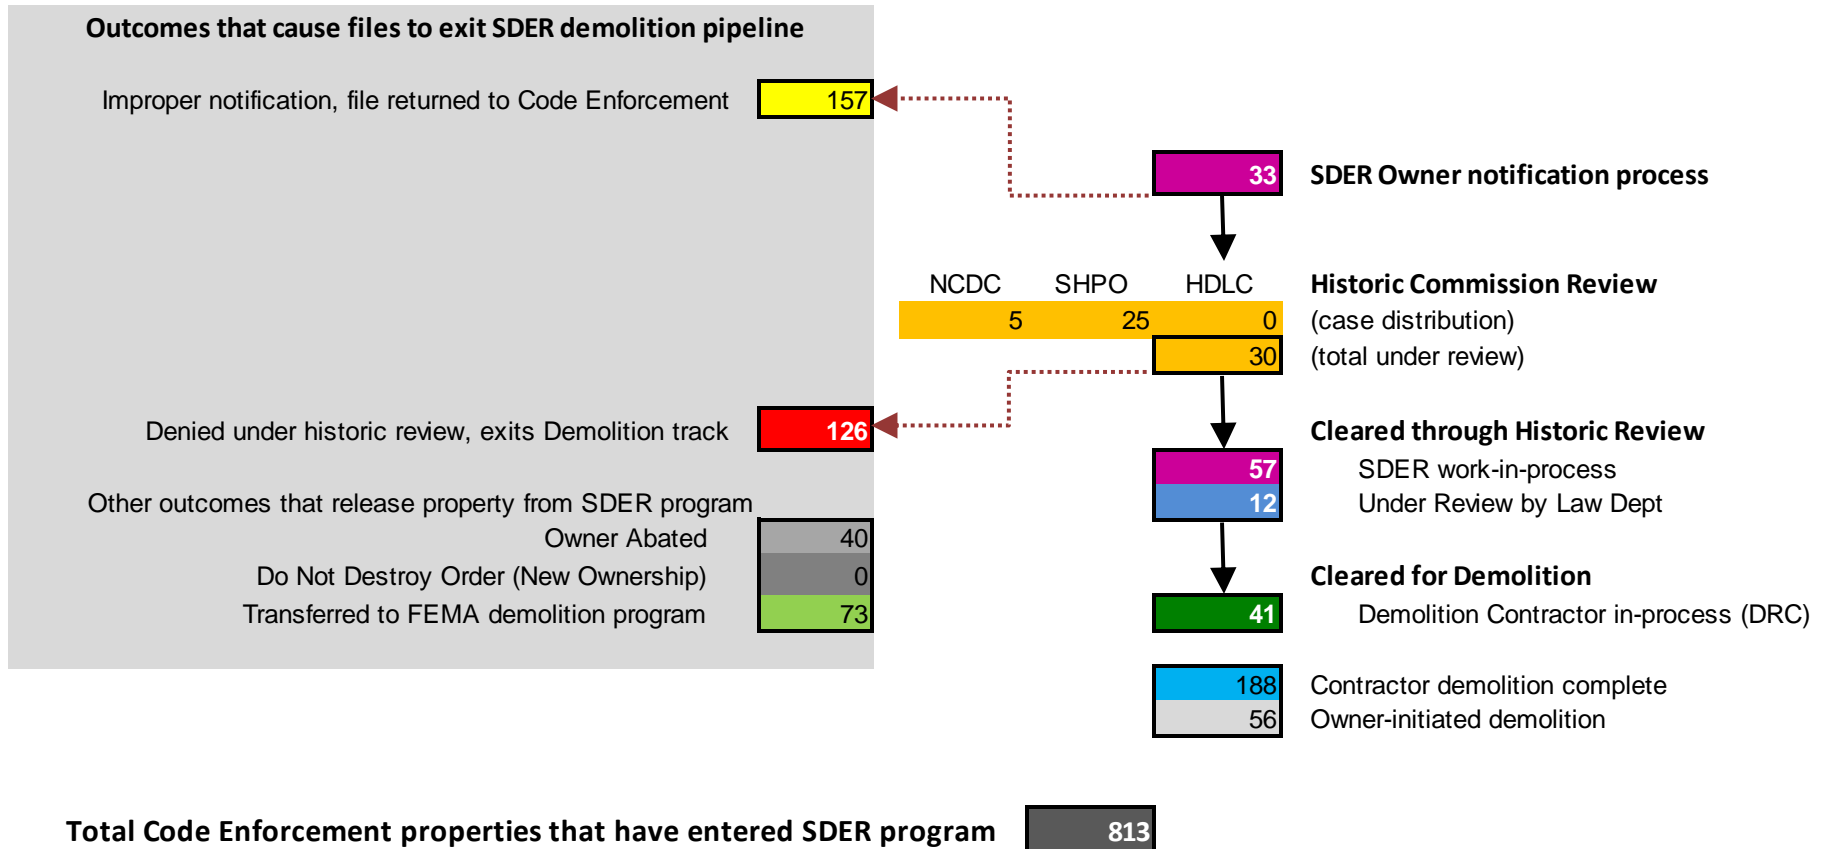 Outcomes that cause files to exit SDER demolition pipeline
Improper notification, file returned to Code Enforcement 157
33 SDER Owner notification process
NCDC SHPO HDLC Historic Commission Review
5 25 0 (case distribution)
30 (total under review)
Denied under historic review, exits Demolition track 126
Cleared through Historic Review
57 SDER work-in-process
12 Under Review by Law Dept
Other outcomes that release property from SDER program
Owner Abated 40
Do Not Destroy Order (New Ownership) 0
Transferred to FEMA demolition program 73
Cleared for Demolition
41 Demolition Contractor in-process (DRC)
188 Contractor demolition complete
56 Owner-initiated demolition
Total Code Enforcement properties that have entered SDER program 813